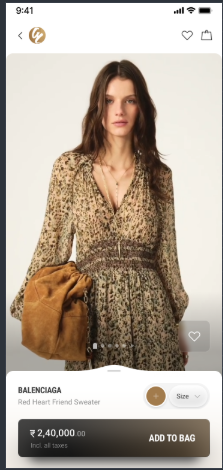 9:41
BALENCIAGA
Red Heart Friend Sweater
Size
₹ 2,40,000.00
Incl. all taxes
ADD TO BAG